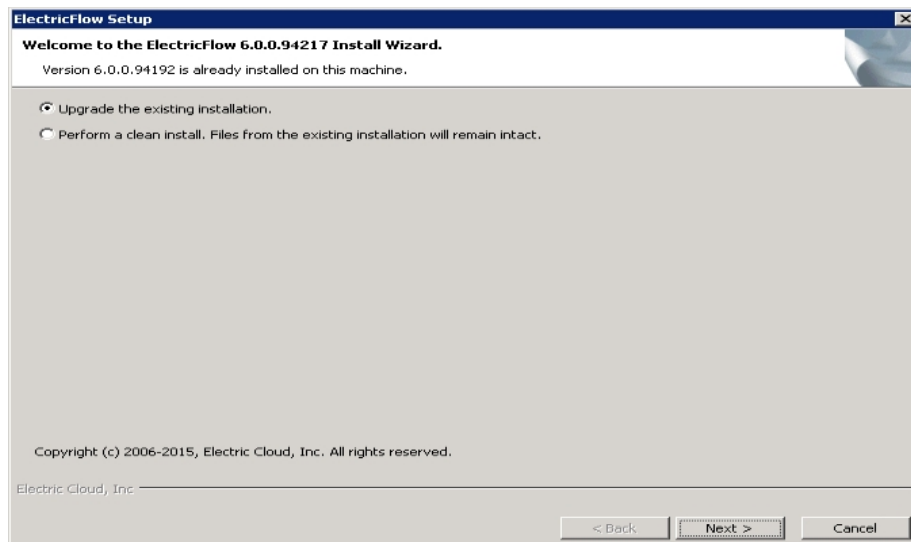 ElectricFlow Setup
Welcome to the ElectricFlow 6.0.0.94217 Install Wizard.
Version 6.0.0.94192 is already installed on this machine.
Upgrade the existing installation.
Perform a clean install. Files from the existing installation will remain intact.
Copyright (c) 2006-2015, Electric Cloud, Inc. All rights reserved.
Electric Cloud, Inc
< Back Next > Cancel